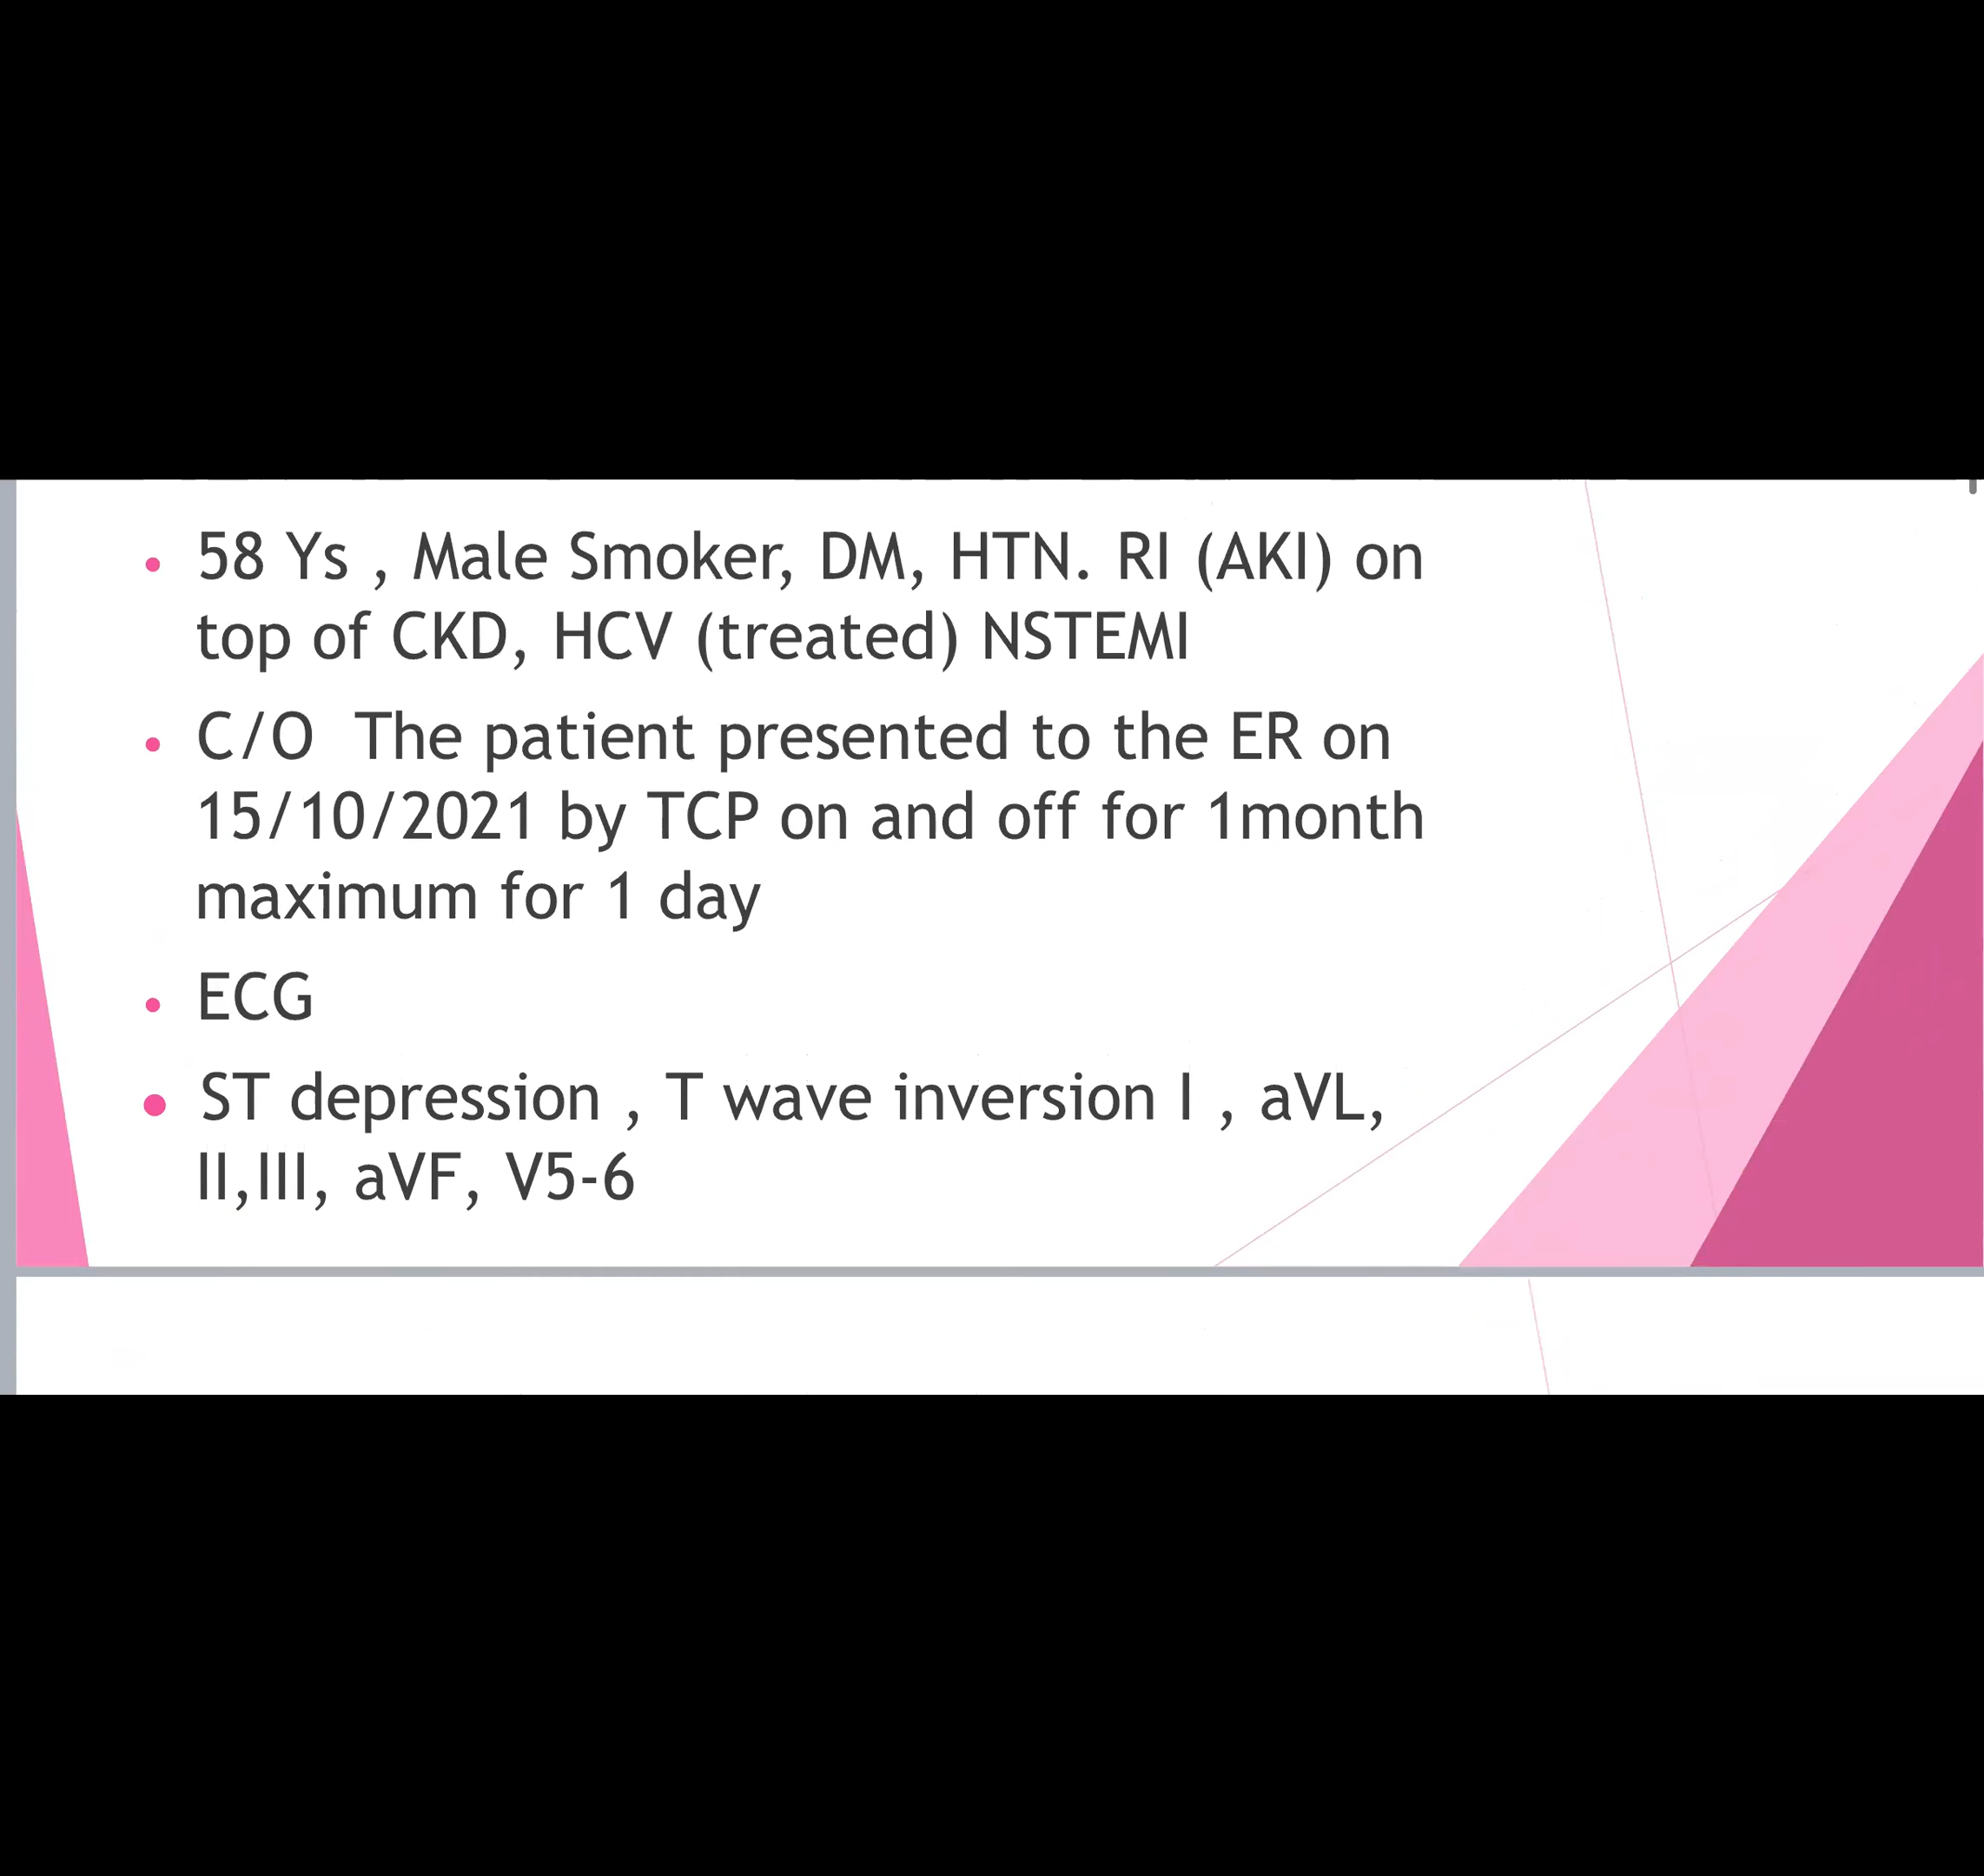 58 Ys , Male Smoker, DM, HTN. RI (AKI) on
top of CKD, HCV (treated) NSTEMI
C/O The patient presented to the ER on
15/10/2021 by TCP on and off for 1month
maximum for 1 day
ECG
ST depression , T wave inversion I , aVL,
II,III, aVF, V5-6